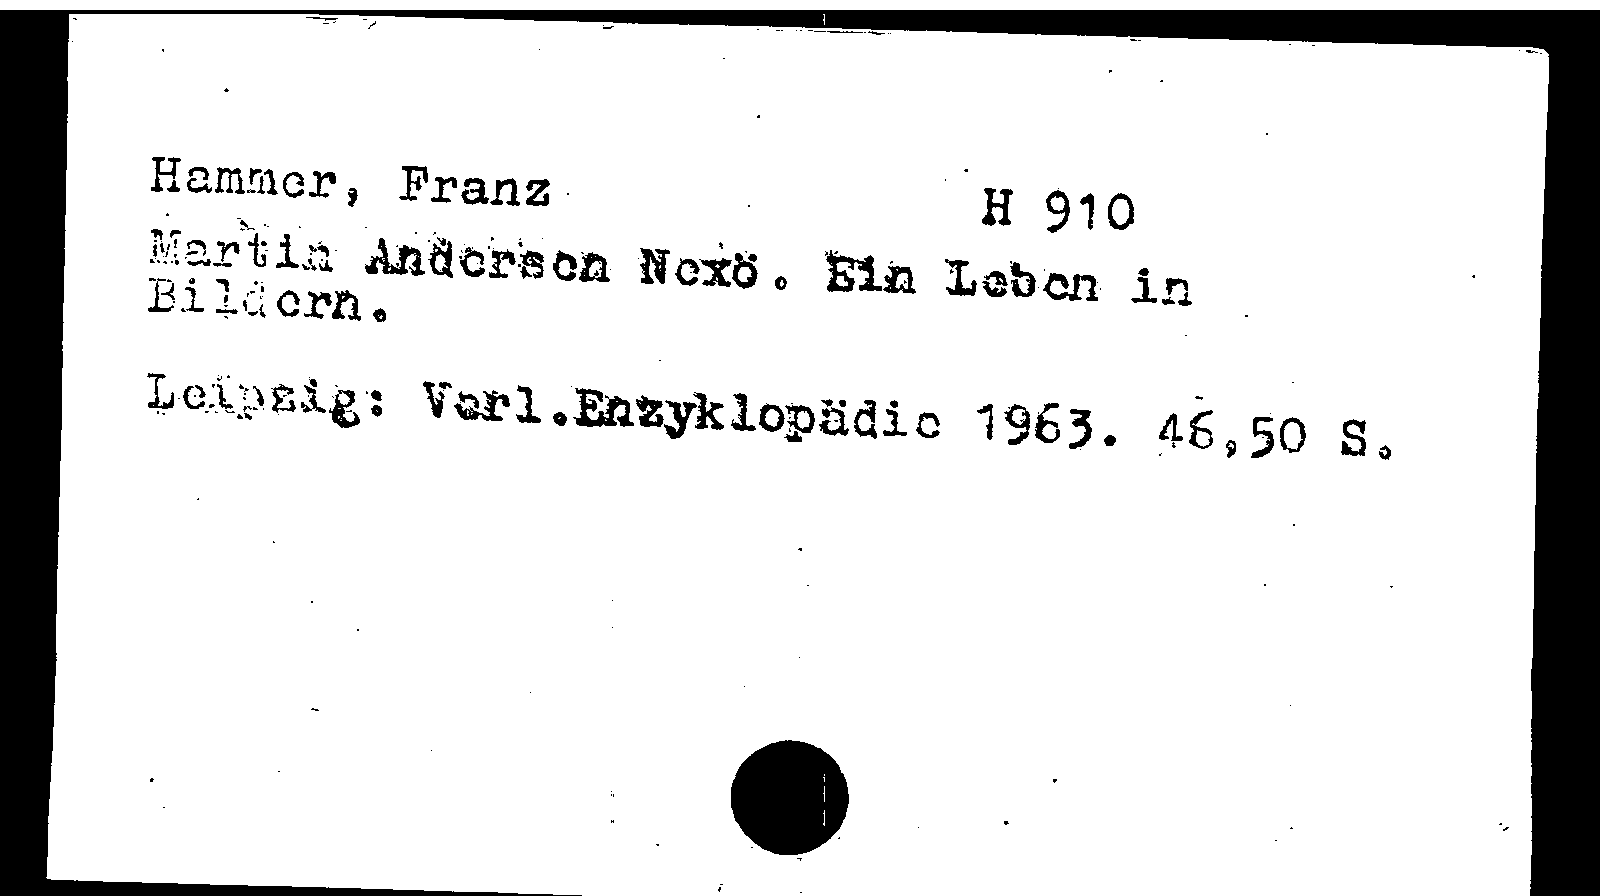 Hammer, Franz
H 910
Martin Andersen Nexö. Ein Leben in
Bildern.
Leipzig: Verl.Enzyklopädie 1963. 46,50 S.